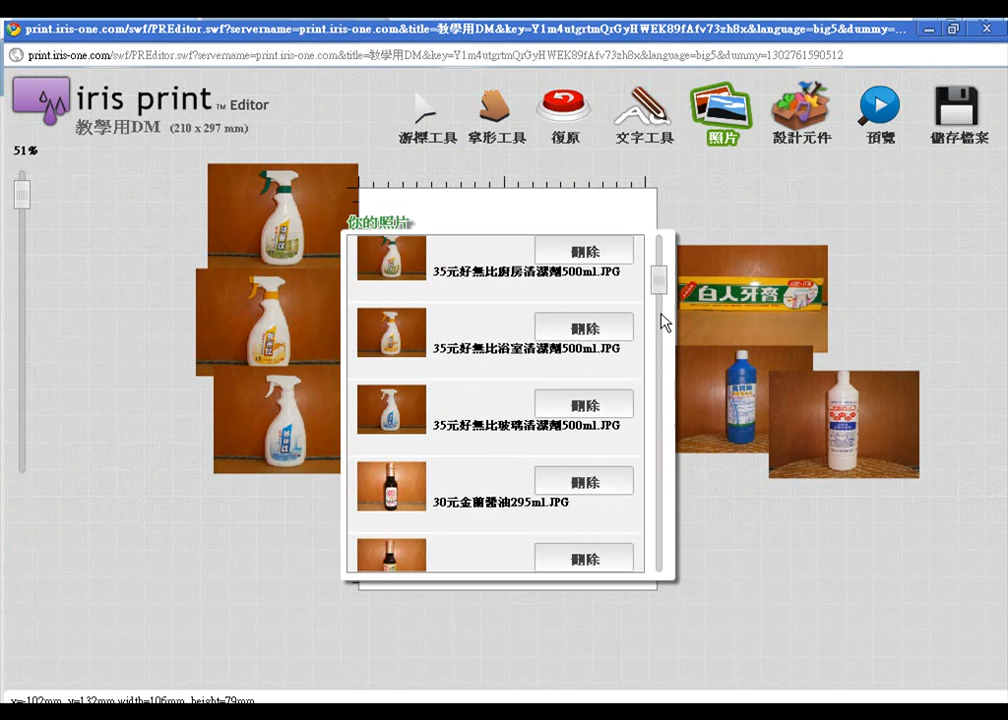 print.iris-one.com/swf/PREditor.swf?servername=print.iris-one.com&title=教學用DM&key=Y1m4utgrtmQrGyHWEK89fAfv73zh8x&language=big5&dummy=...
print.iris-one.com/swf/PREditor.swf?servername=print.iris-one.com&title=教學用DM&key=Y1m4utgrtmQrGyHWEK89fAfv73zh8x&language=big5&dummy=1302761590512
iris print TM Editor
教學用DM (210 x 297 mm)
游標工具 掌形工具 復原 文字工具 照片 設計元件 預覽 儲存檔案
51%
你的照片
刪除
35元好無比廚房清潔劑500ml.JPG
刪除
35元好無比浴室清潔劑500ml.JPG
刪除
35元好無比玻璃清潔劑500ml.JPG
刪除
30元金蘭醬油295ml.JPG
刪除
白人牙膏
x=-102mm, y=132mm width=106mm, height=79mm